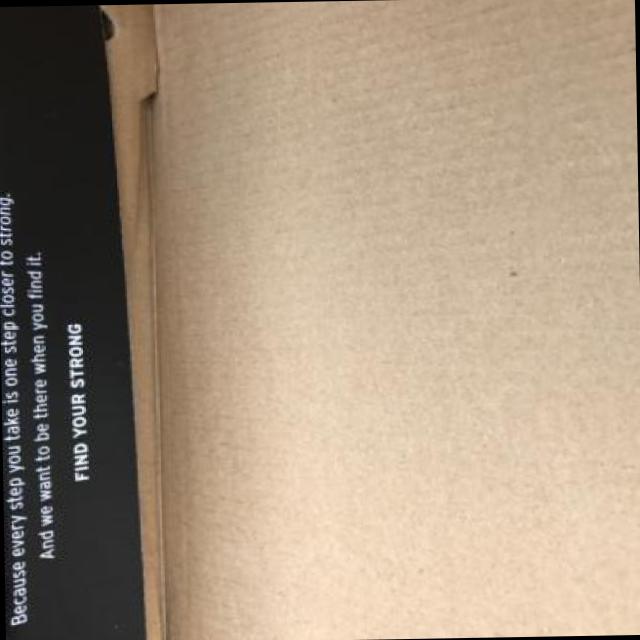 Because every step you take is one step closer to strong.
And we want to be there when you find it.
FIND YOUR STRONG